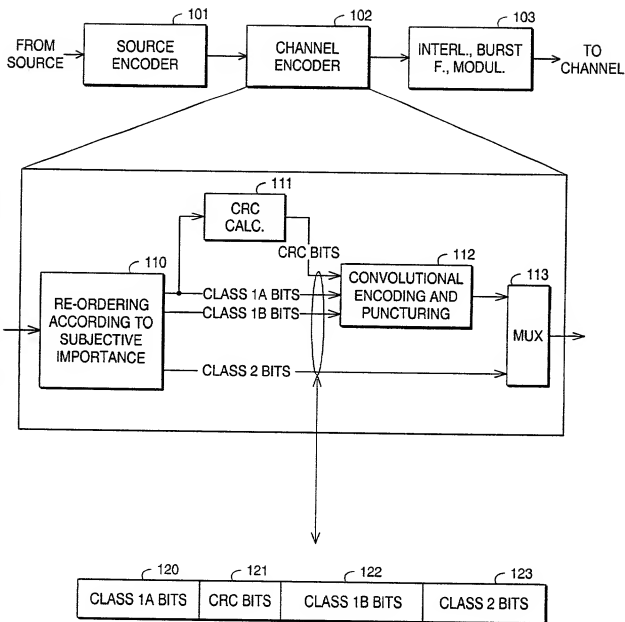 101
102
103
FROM
SOURCE
SOURCE
ENCODER
CHANNEL
ENCODER
INTERL., BURST
F., MODUL.
TO
CHANNEL
111
CRC
CALC.
CRC BITS
110
RE-ORDERING
ACCORDING TO
SUBJECTIVE
IMPORTANCE
CLASS 1A BITS
CLASS 1B BITS
CLASS 2 BITS
112
CONVOLUTIONAL
ENCODING AND
PUNCTURING
113
MUX
120
121
122
123
CLASS 1A BITS
CRC BITS
CLASS 1B BITS
CLASS 2 BITS